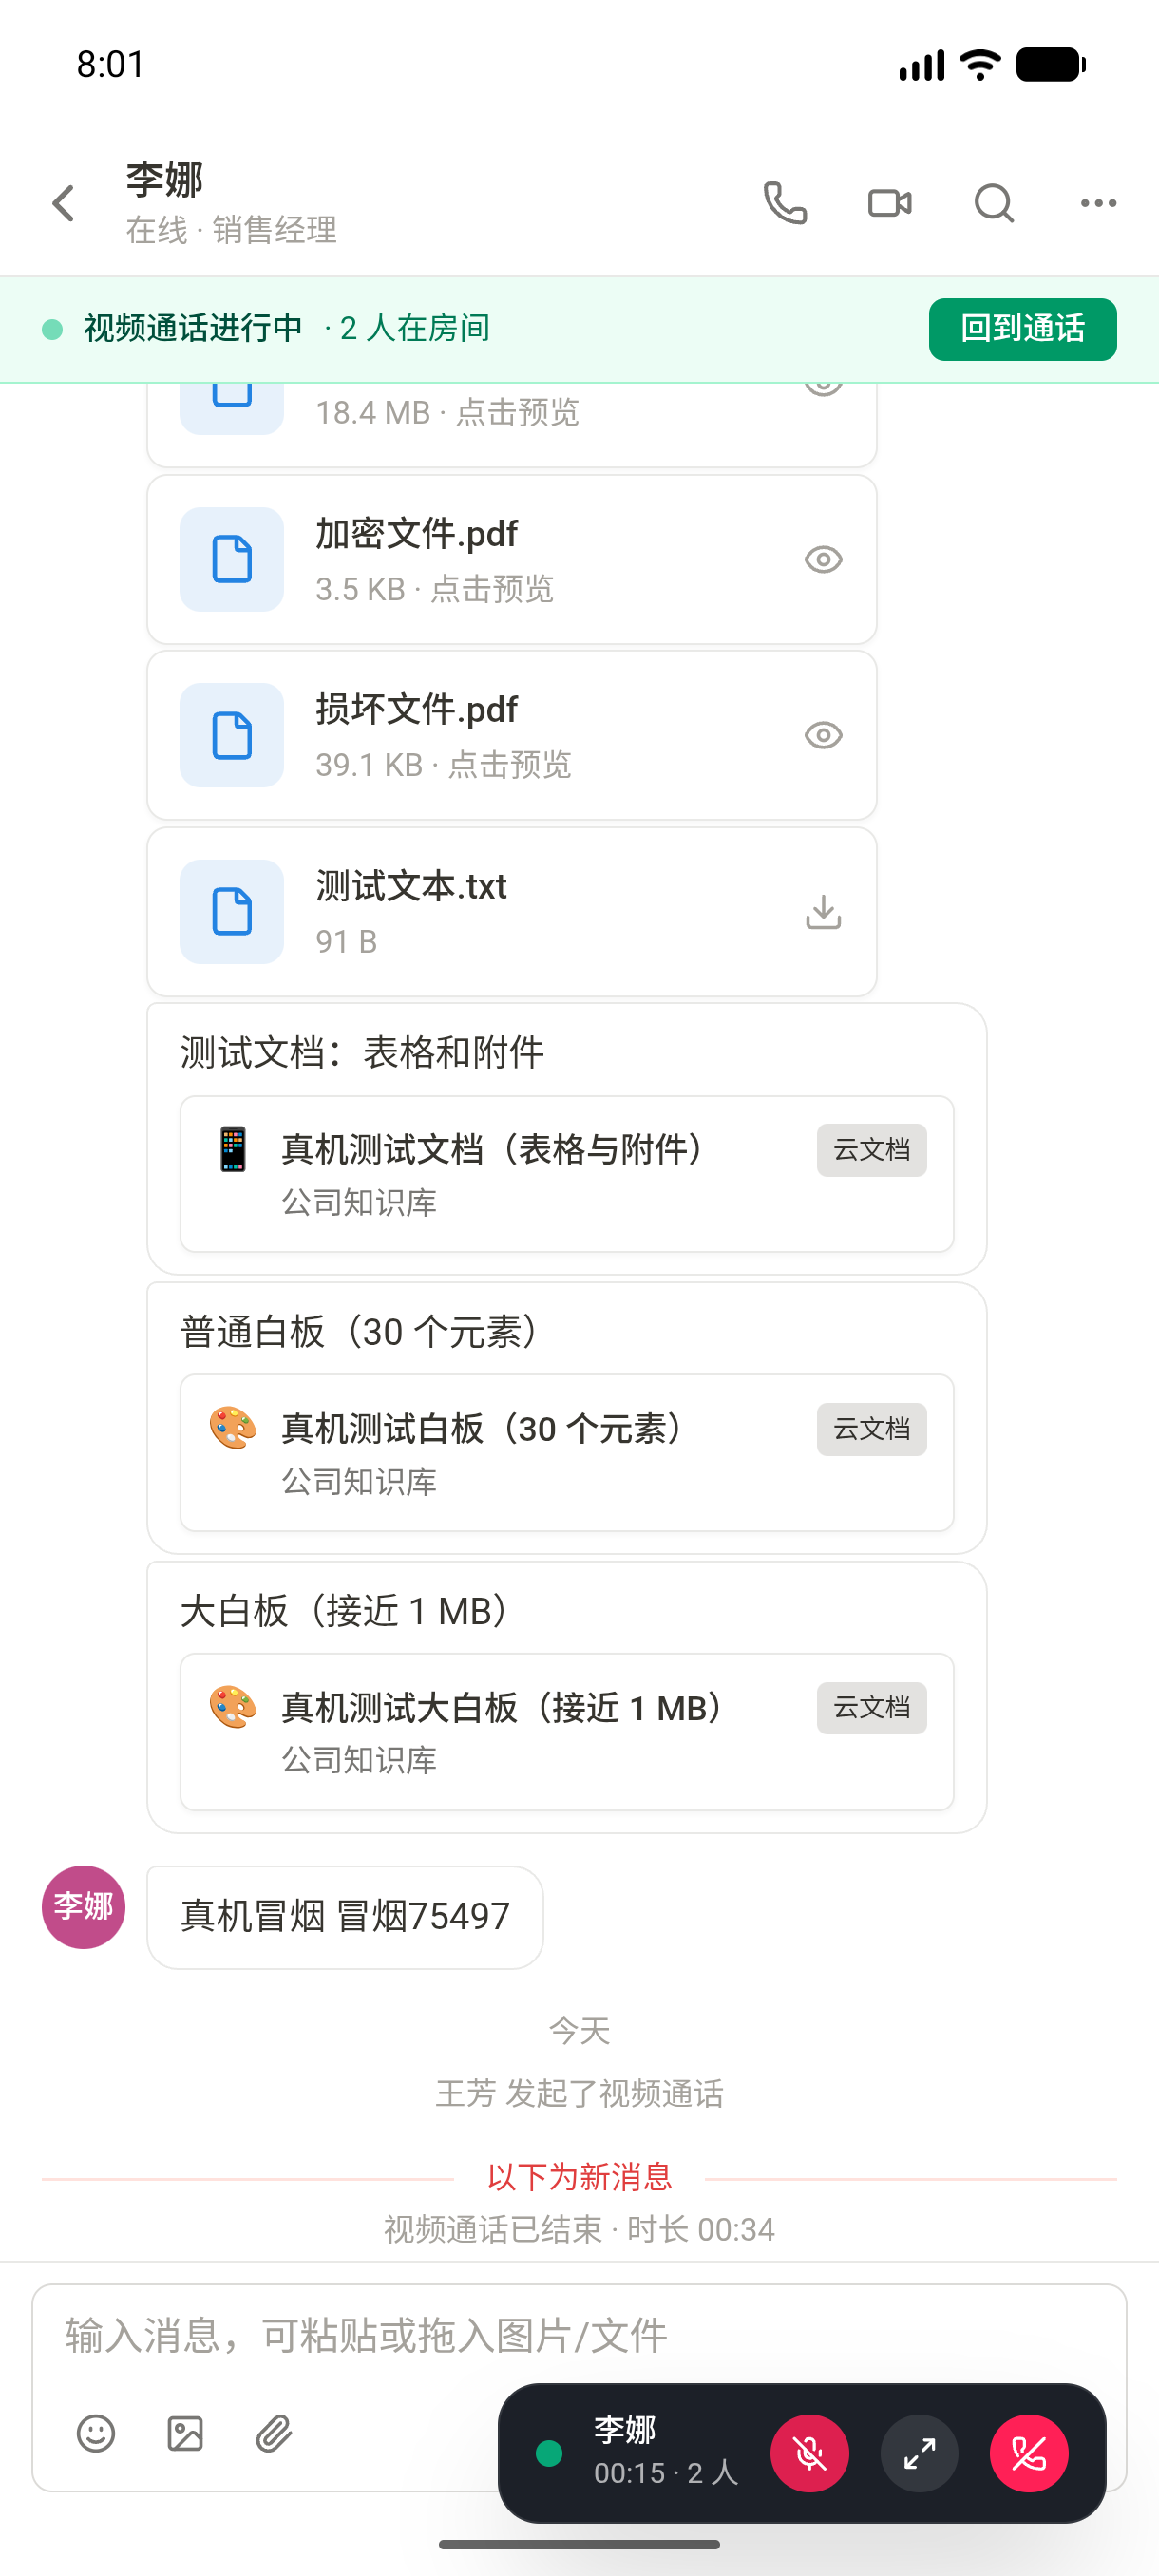 8:01
李娜
在线 · 销售经理
视频通话进行中 · 2 人在房间
回到通话
18.4 MB · 点击预览
加密文件.pdf
3.5 KB · 点击预览
损坏文件.pdf
39.1 KB · 点击预览
测试文本.txt
91 B
测试文档：表格和附件
真机测试文档（表格与附件）
云文档
公司知识库
普通白板（30 个元素）
真机测试白板（30 个元素）
云文档
公司知识库
大白板（接近 1 MB）
真机测试大白板（接近 1 MB）
云文档
公司知识库
李娜
真机冒烟 冒烟75497
今天
王芳 发起了视频通话
以下为新消息
视频通话已结束 · 时长 00:34
输入消息，可粘贴或拖入图片/文件
李娜
00:15 · 2 人